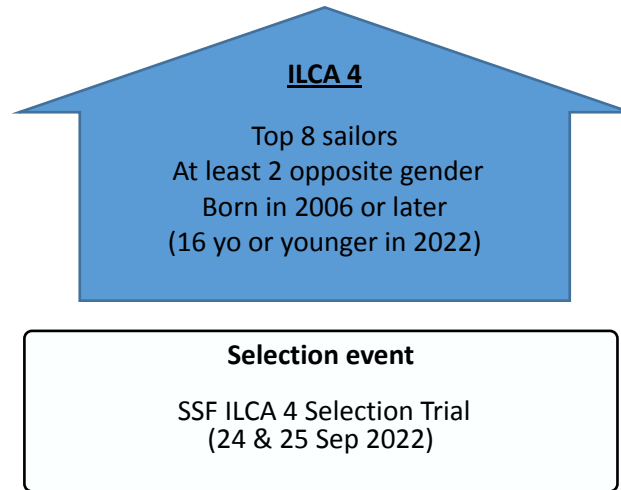 ILCA 4
Top 8 sailors
At least 2 opposite gender
Born in 2006 or later
(16 yo or younger in 2022)
Selection event
SSF ILCA 4 Selection Trial
(24 & 25 Sep 2022)